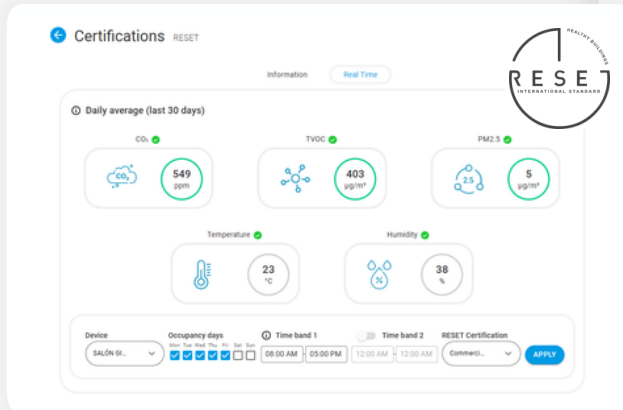 Certifications RESET
HEALTHY BUILDINGS
RESET
INTERNATIONAL STANDARD
Information Real Time
Daily average (last 30 days)
CO₂ TVOC PM2.5
CO₂ 549 ppm 403 µg/m³ 2.5 5 µg/m³
Temperature Humidity
23 °C % 38 %
Device Occupancy days Time band 1 Time band 2 RESET Certification
Mon Tue Wed Thu Fri Sat Sun
SALÓN GI... 08:00 AM - 05:00 PM 12:00 AM - 12:00 AM Commerci... APPLY